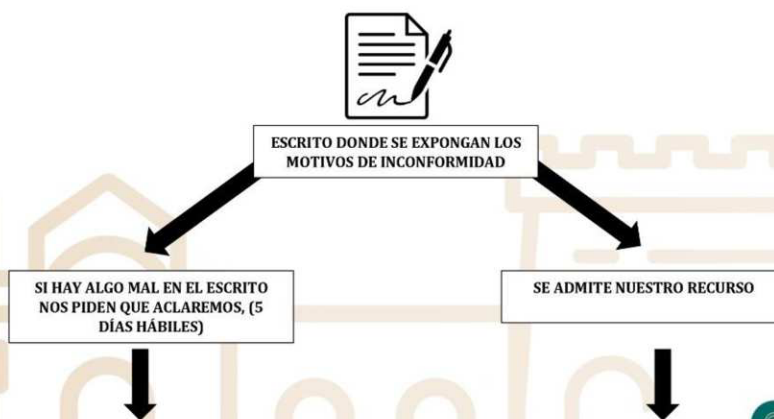 ESCRITO DONDE SE EXPONGAN LOS
MOTIVOS DE INCONFORMIDAD
SI HAY ALGO MAL EN EL ESCRITO
NOS PIDEN QUE ACLAREMOS, (5
DÍAS HÁBILES)
SE ADMITE NUESTRO RECURSO